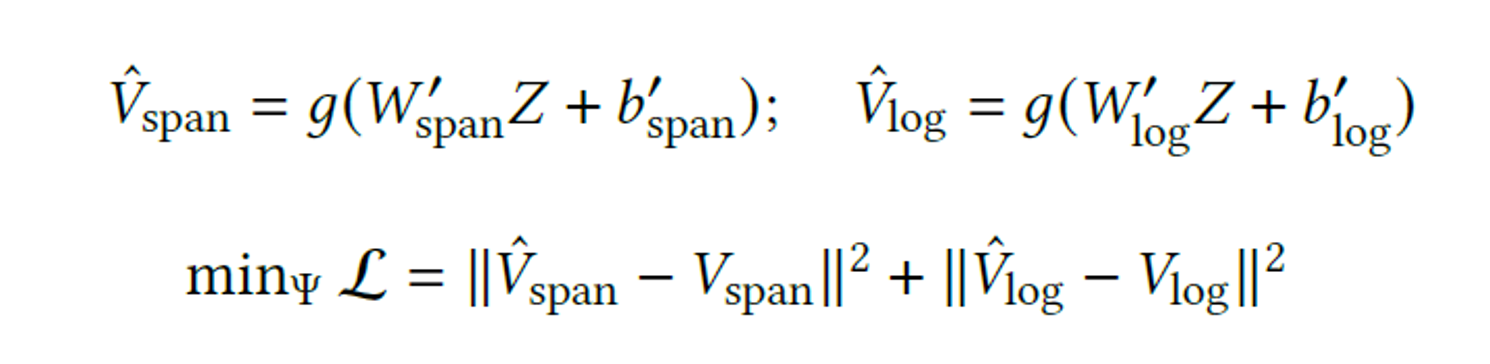 V̂_span = g(W′_span Z + b′_span); V̂_log = g(W′_log Z + b′_log)
min_Ψ ℒ = ‖V̂_span − V_span‖² + ‖V̂_log − V_log‖²